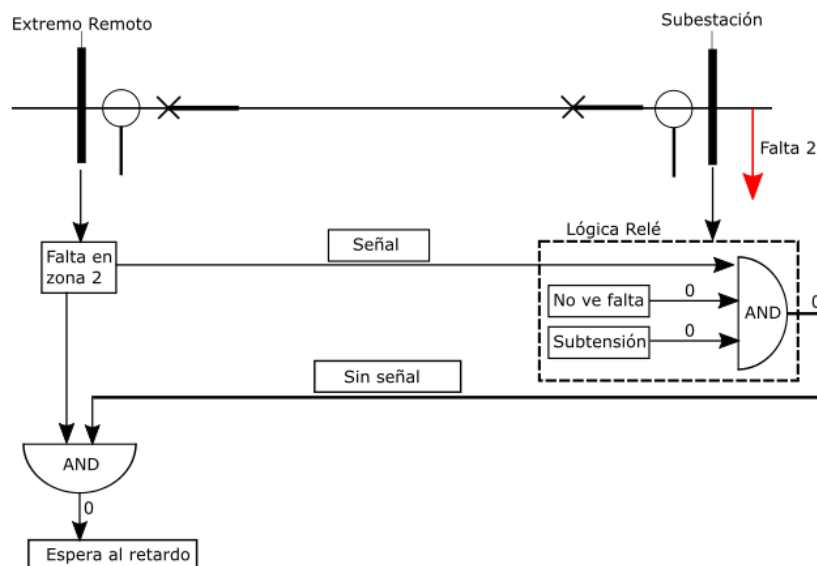 Extremo Remoto
Subestación
Falta 2
Lógica Relé
Señal
Falta en
zona 2
No ve falta
0
AND
0
Subtensión
0
Sin señal
AND
0
Espera al retardo